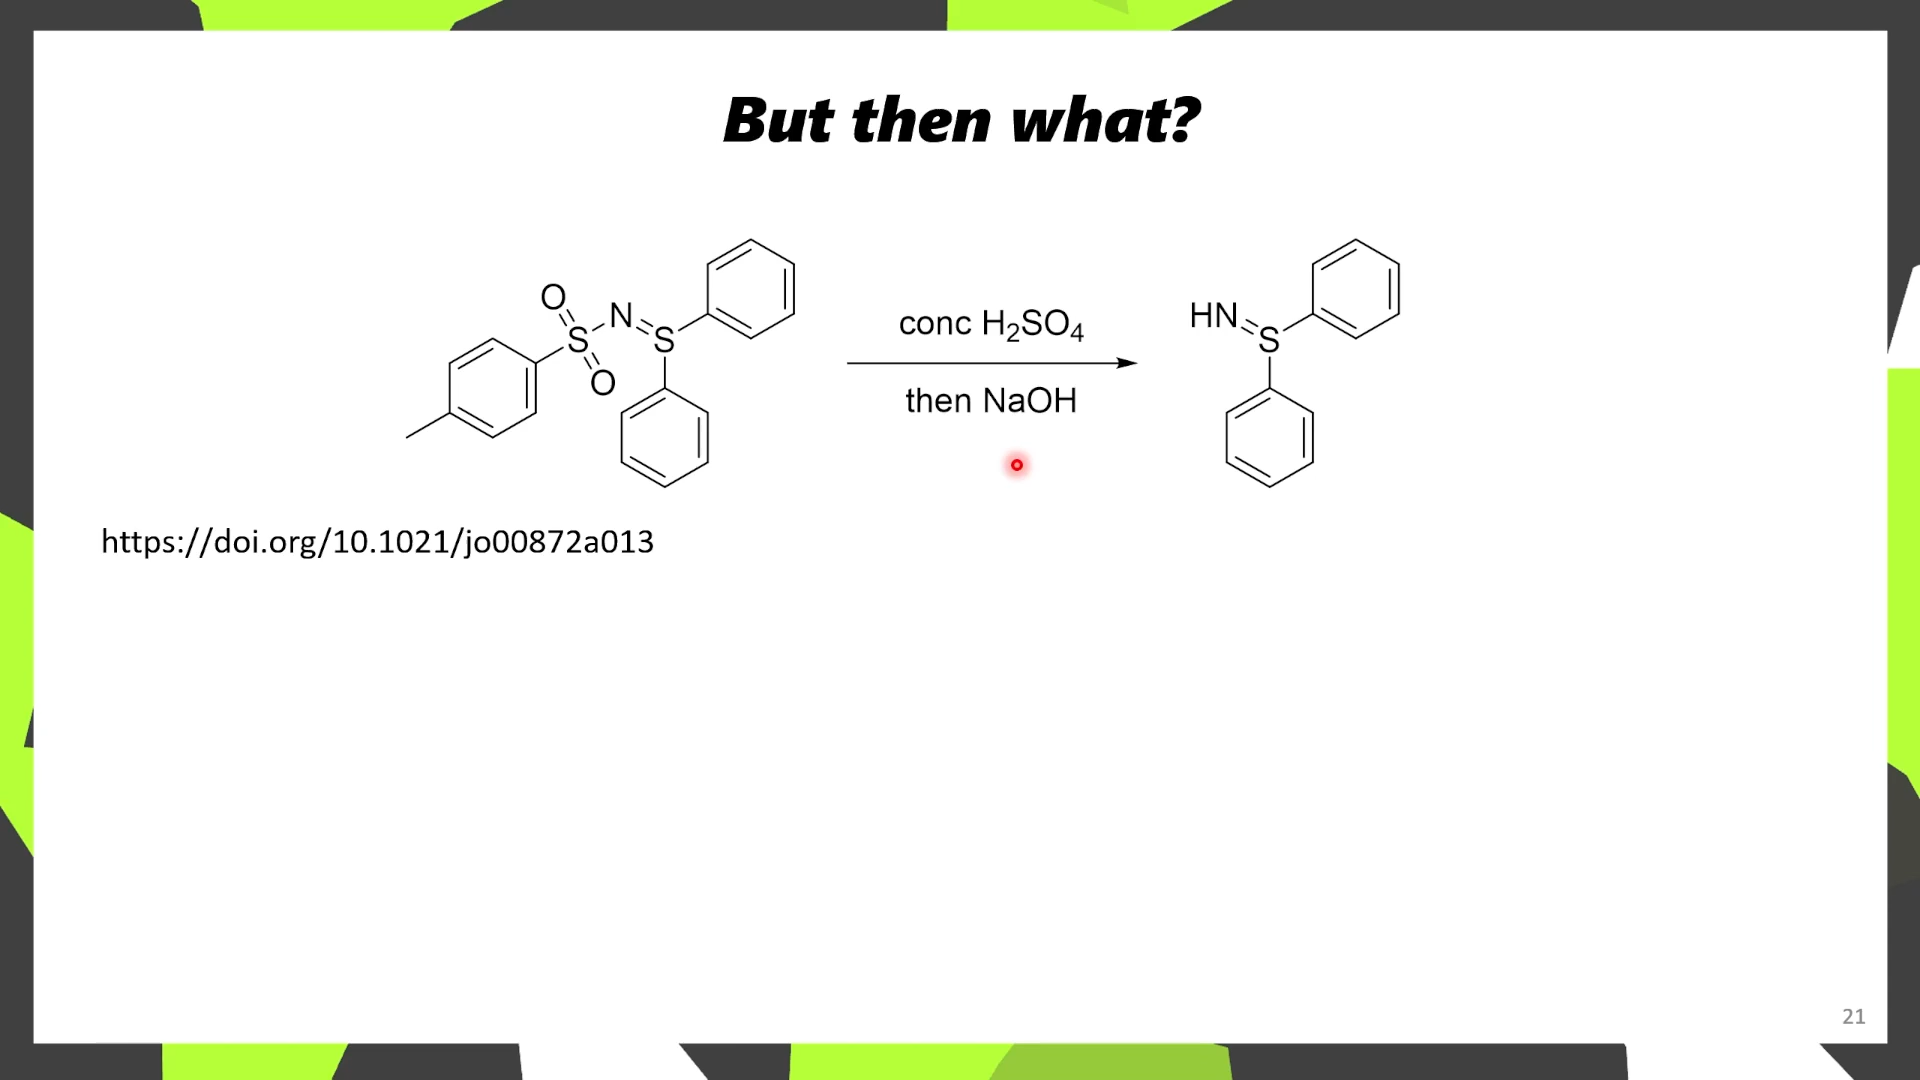 But then what?
O
N
S
S
O
conc H₂SO₄
then NaOH
HN
S
https://doi.org/10.1021/jo00872a013
21